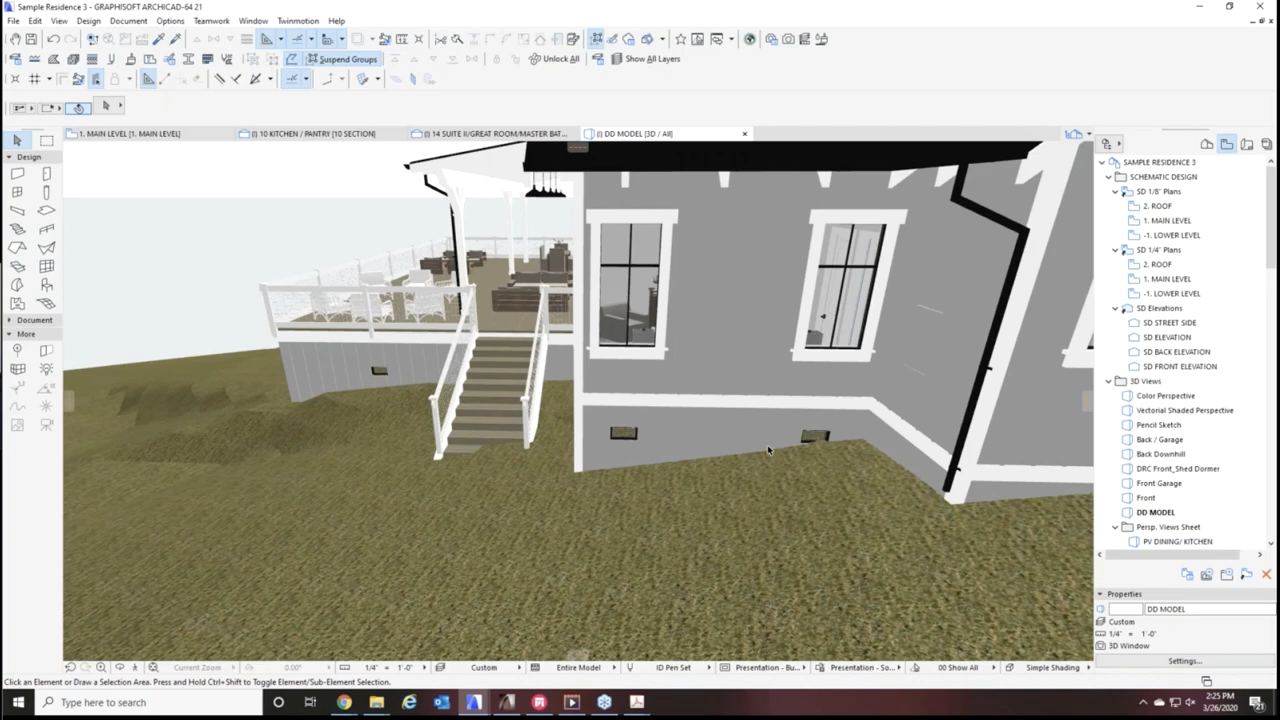 Sample Residence 3 - GRAPHISOFT ARCHICAD-64 21
File Edit View Design Document Options Teamwork Window Twinmotion Help
Suspend Groups Unlock All Show All Layers
1. MAIN LEVEL [1. MAIN LEVEL] (!) 10 KITCHEN / PANTRY [10 SECTION] (!) 14 SUITE II/GREAT ROOM/MASTER BAT... (!) DD MODEL [3D / All]
Design
Document
More
SAMPLE RESIDENCE 3
SCHEMATIC DESIGN
SD 1/8" Plans
2. ROOF
1. MAIN LEVEL
-1. LOWER LEVEL
SD 1/4" Plans
2. ROOF
1. MAIN LEVEL
-1. LOWER LEVEL
SD Elevations
SD STREET SIDE
SD ELEVATION
SD BACK ELEVATION
SD FRONT ELEVATION
3D Views
Color Perspective
Vectorial Shaded Perspective
Pencil Sketch
Back / Garage
Back Downhill
DRC Front_Shed Dormer
Front Garage
Front
DD MODEL
Persp. Views Sheet
PV DINING/ KITCHEN
Properties
DD MODEL
Custom
1/4" = 1'-0"
3D Window
Settings...
Current Zoom 0.00° 1/4" = 1'-0" Custom Entire Model ID Pen Set Presentation - Bu... Presentation - So... 00 Show All Simple Shading
Click an Element or Draw a Selection Area. Press and Hold Ctrl+Shift to Toggle Element/Sub-Element Selection.
Type here to search
2:25 PM
3/26/2020
21